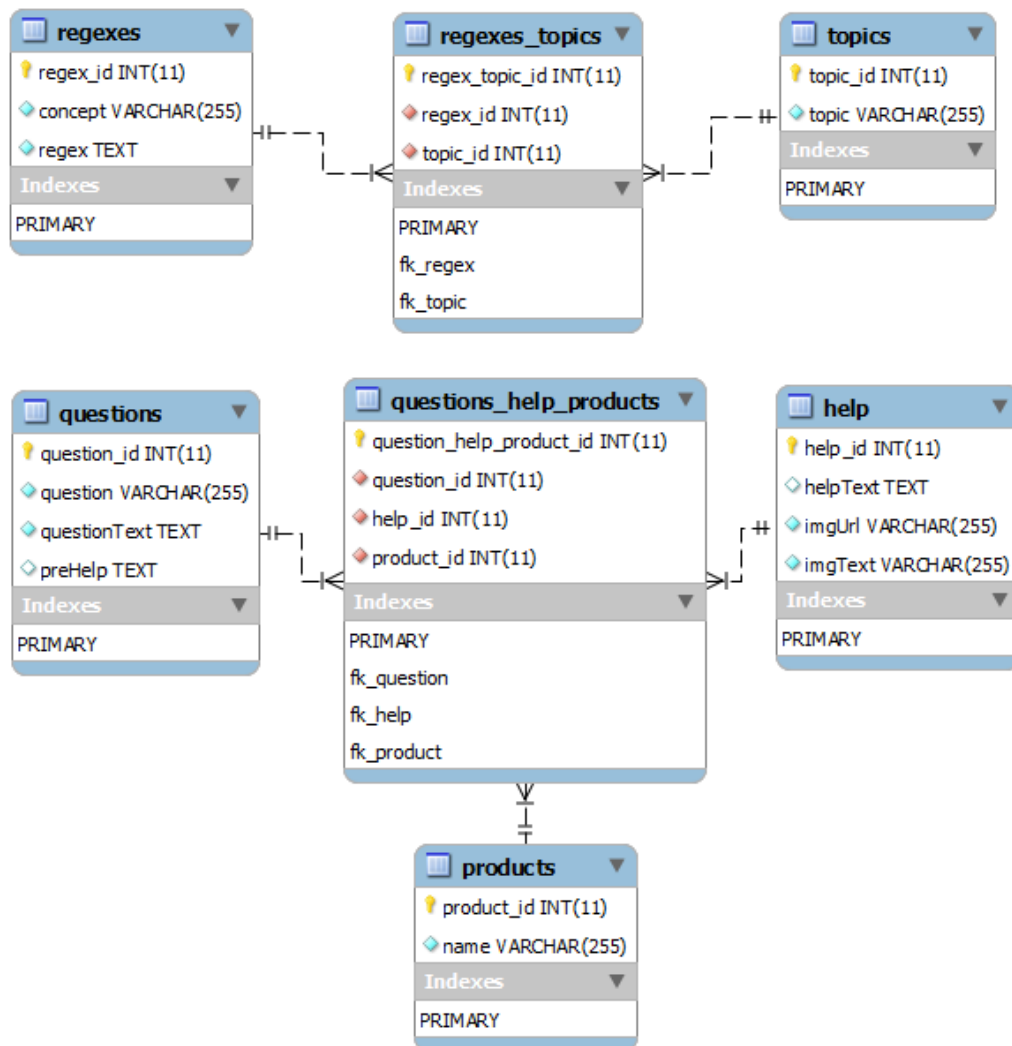 regexes
regex_id INT(11)
concept VARCHAR(255)
regex TEXT
Indexes
PRIMARY
regexes_topics
regex_topic_id INT(11)
regex_id INT(11)
topic_id INT(11)
Indexes
PRIMARY
fk_regex
fk_topic
topics
topic_id INT(11)
topic VARCHAR(255)
Indexes
PRIMARY
questions
question_id INT(11)
question VARCHAR(255)
questionText TEXT
preHelp TEXT
Indexes
PRIMARY
questions_help_products
question_help_product_id INT(11)
question_id INT(11)
help_id INT(11)
product_id INT(11)
Indexes
PRIMARY
fk_question
fk_help
fk_product
help
help_id INT(11)
helpText TEXT
imgUrl VARCHAR(255)
imgText VARCHAR(255)
Indexes
PRIMARY
products
product_id INT(11)
name VARCHAR(255)
Indexes
PRIMARY